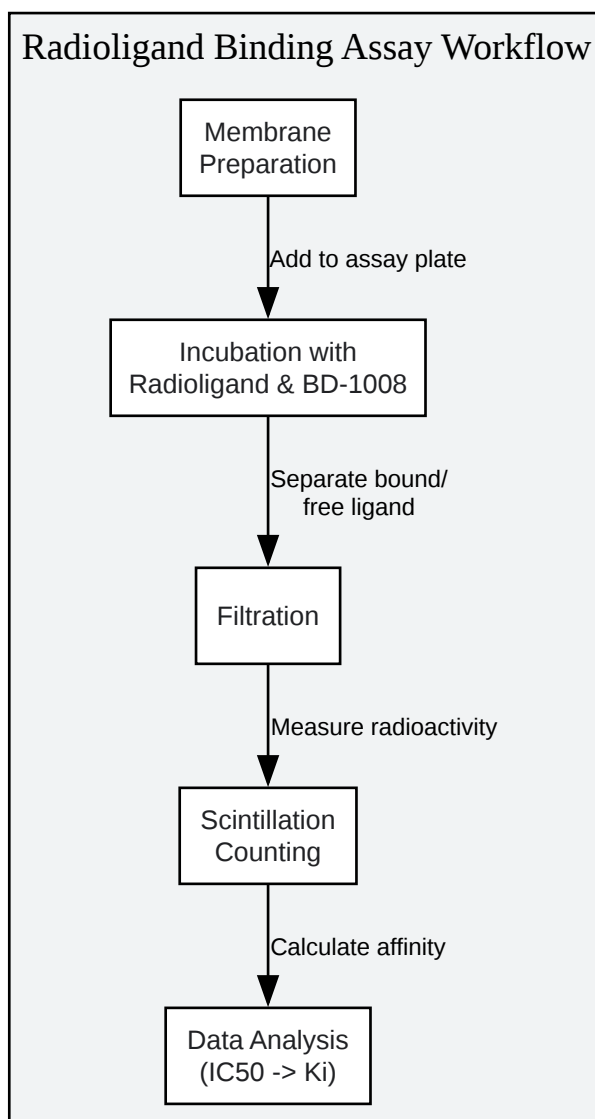 Radioligand Binding Assay Workflow
Membrane
Preparation
Add to assay plate
Incubation with
Radioligand & BD-1008
Separate bound/
free ligand
Filtration
Measure radioactivity
Scintillation
Counting
Calculate affinity
Data Analysis
(IC50 -> Ki)